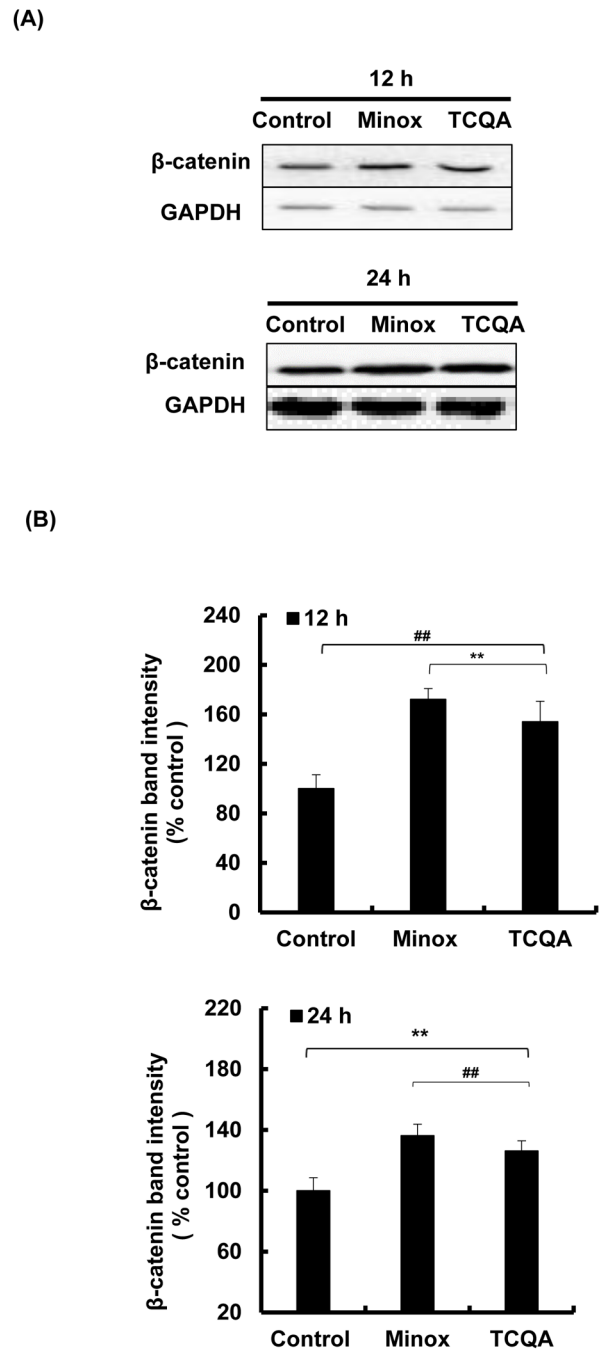 (A)
12 h
Control Minox TCQA
β-catenin
GAPDH
24 h
Control Minox TCQA
β-catenin
GAPDH
(B)
β-catenin band intensity
(% control )
240
200
160
120
80
40
0
12 h
##
**
Control Minox TCQA
β-catenin band intensity
( % control )
220
180
140
100
60
20
24 h
**
##
Control Minox TCQA